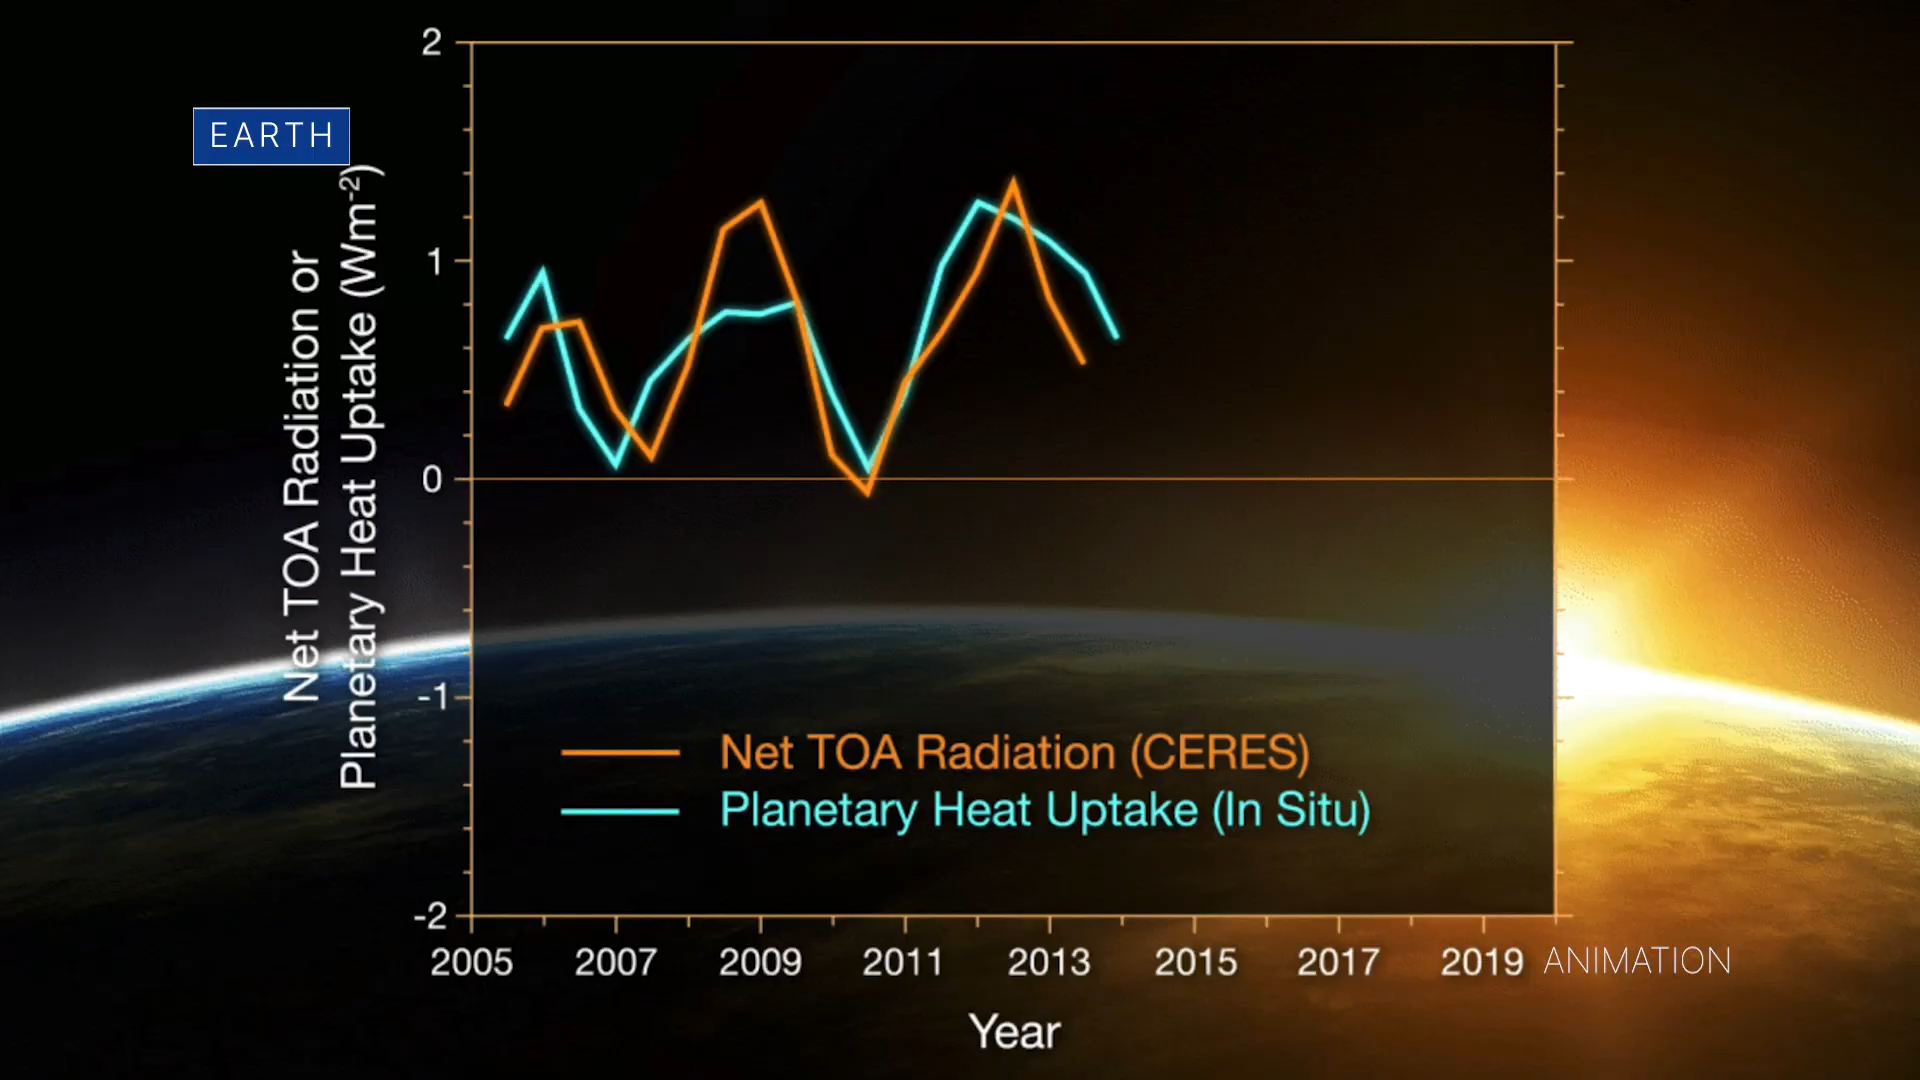 EARTH
Net TOA Radiation or
Planetary Heat Uptake (Wm⁻²)
2
1
0
-1
-2
Net TOA Radiation (CERES)
Planetary Heat Uptake (In Situ)
2005 2007 2009 2011 2013 2015 2017 2019
ANIMATION
Year